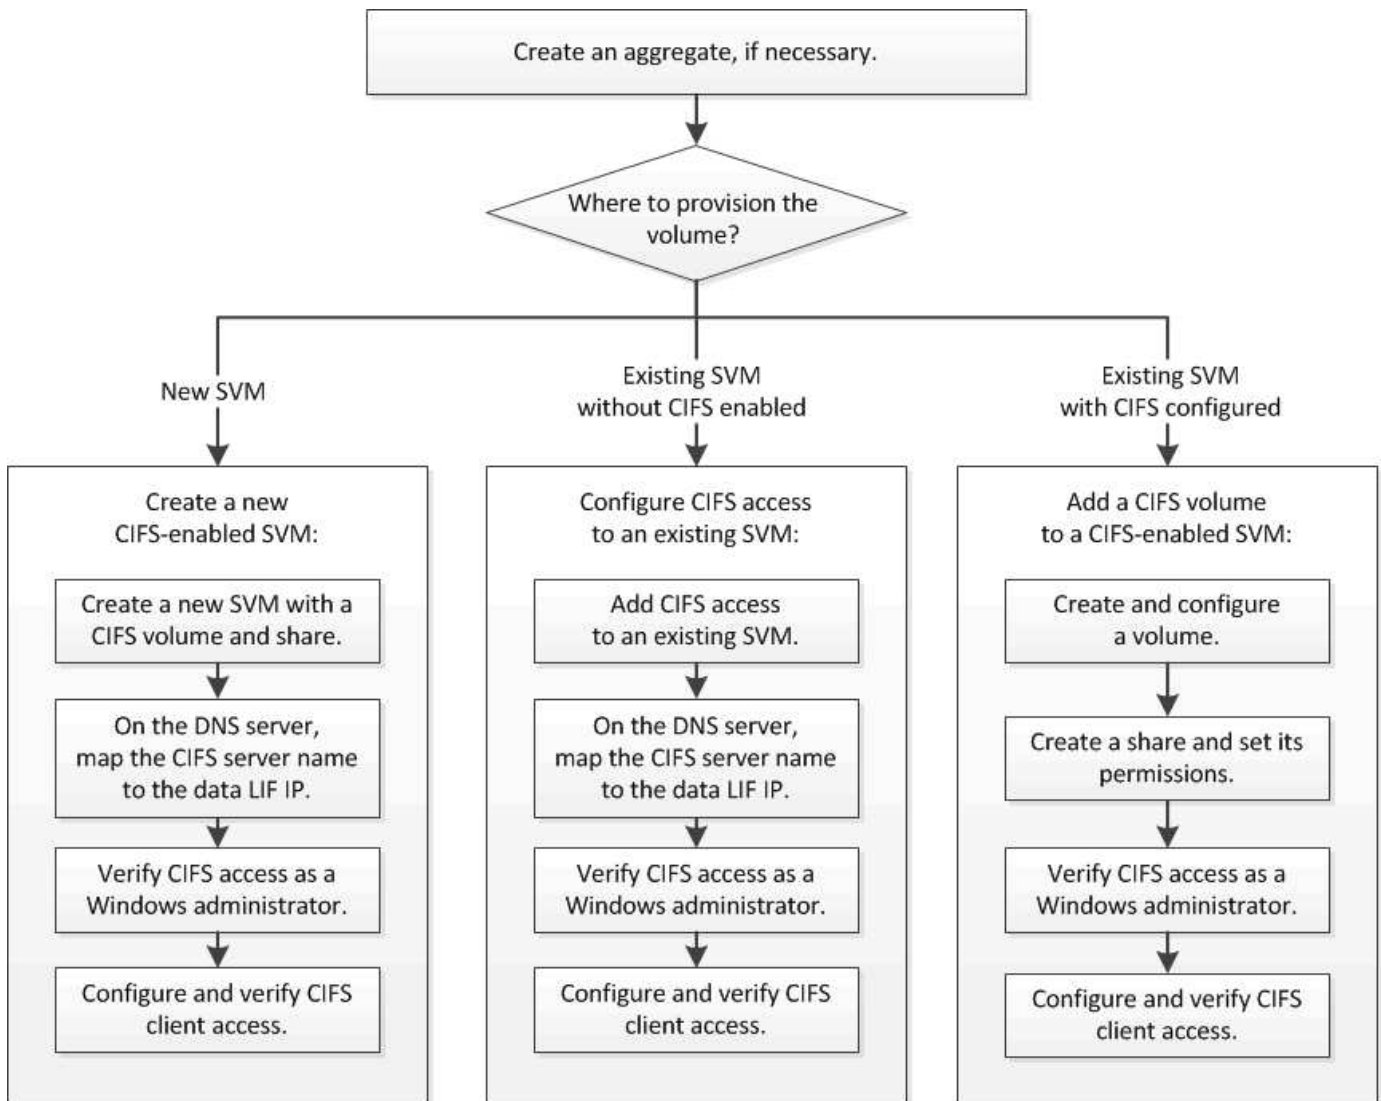 Create an aggregate, if necessary.
Where to provision the
volume?
New SVM
Existing SVM
without CIFS enabled
Existing SVM
with CIFS configured
Create a new
CIFS-enabled SVM:
Create a new SVM with a
CIFS volume and share.
On the DNS server,
map the CIFS server name
to the data LIF IP.
Verify CIFS access as a
Windows administrator.
Configure and verify CIFS
client access.
Configure CIFS access
to an existing SVM:
Add CIFS access
to an existing SVM.
On the DNS server,
map the CIFS server name
to the data LIF IP.
Verify CIFS access as a
Windows administrator.
Configure and verify CIFS
client access.
Add a CIFS volume
to a CIFS-enabled SVM:
Create and configure
a volume.
Create a share and set its
permissions.
Verify CIFS access as a
Windows administrator.
Configure and verify CIFS
client access.